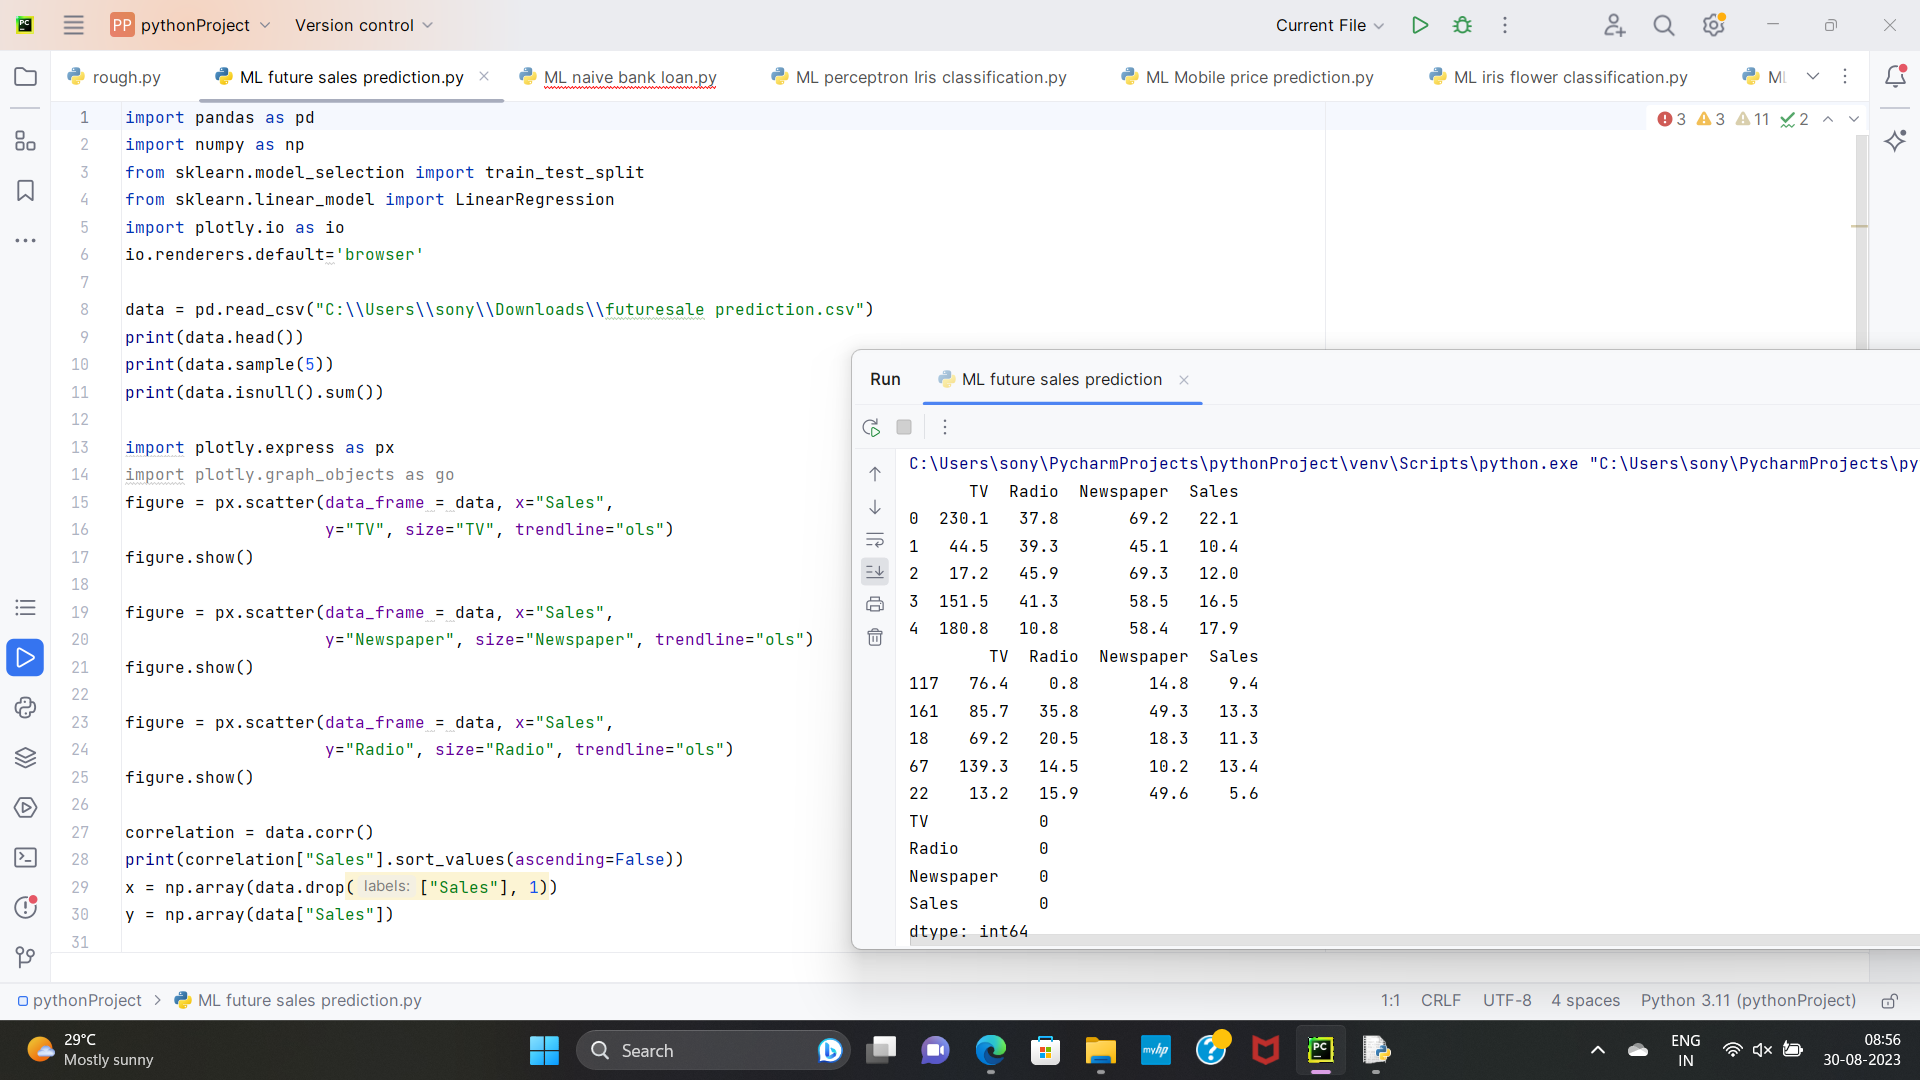 PC
PP pythonProject
Version control
Current File
rough.py
ML future sales prediction.py
ML naive bank loan.py
ML perceptron Iris classification.py
ML Mobile price prediction.py
ML iris flower classification.py
3 3 11 2
1 import pandas as pd
2 import numpy as np
3 from sklearn.model_selection import train_test_split
4 from sklearn.linear_model import LinearRegression
5 import plotly.io as io
6 io.renderers.default='browser'
7
8 data = pd.read_csv("C:\\Users\\sony\\Downloads\\futuresale prediction.csv")
9 print(data.head())
10 print(data.sample(5))
11 print(data.isnull().sum())
12
13 import plotly.express as px
14 import plotly.graph_objects as go
15 figure = px.scatter(data_frame = data, x="Sales",
16 y="TV", size="TV", trendline="ols")
17 figure.show()
18
19 figure = px.scatter(data_frame = data, x="Sales",
20 y="Newspaper", size="Newspaper", trendline="ols")
21 figure.show()
22
23 figure = px.scatter(data_frame = data, x="Sales",
24 y="Radio", size="Radio", trendline="ols")
25 figure.show()
26
27 correlation = data.corr()
28 print(correlation["Sales"].sort_values(ascending=False))
29 x = np.array(data.drop( labels: ["Sales"], 1))
30 y = np.array(data["Sales"])
31
Run
ML future sales prediction
C:\Users\sony\PycharmProjects\pythonProject\venv\Scripts\python.exe "C:\Users\sony\PycharmProjects\py
TV Radio Newspaper Sales
0 230.1 37.8 69.2 22.1
1 44.5 39.3 45.1 10.4
2 17.2 45.9 69.3 12.0
3 151.5 41.3 58.5 16.5
4 180.8 10.8 58.4 17.9
TV Radio Newspaper Sales
117 76.4 0.8 14.8 9.4
161 85.7 35.8 49.3 13.3
18 69.2 20.5 18.3 11.3
67 139.3 14.5 10.2 13.4
22 13.2 15.9 49.6 5.6
TV 0
Radio 0
Newspaper 0
Sales 0
dtype: int64
pythonProject > ML future sales prediction.py
1:1 CRLF UTF-8 4 spaces Python 3.11 (pythonProject)
29°C
Mostly sunny
Search
myhp
PC
ENG
IN
08:56
30-08-2023